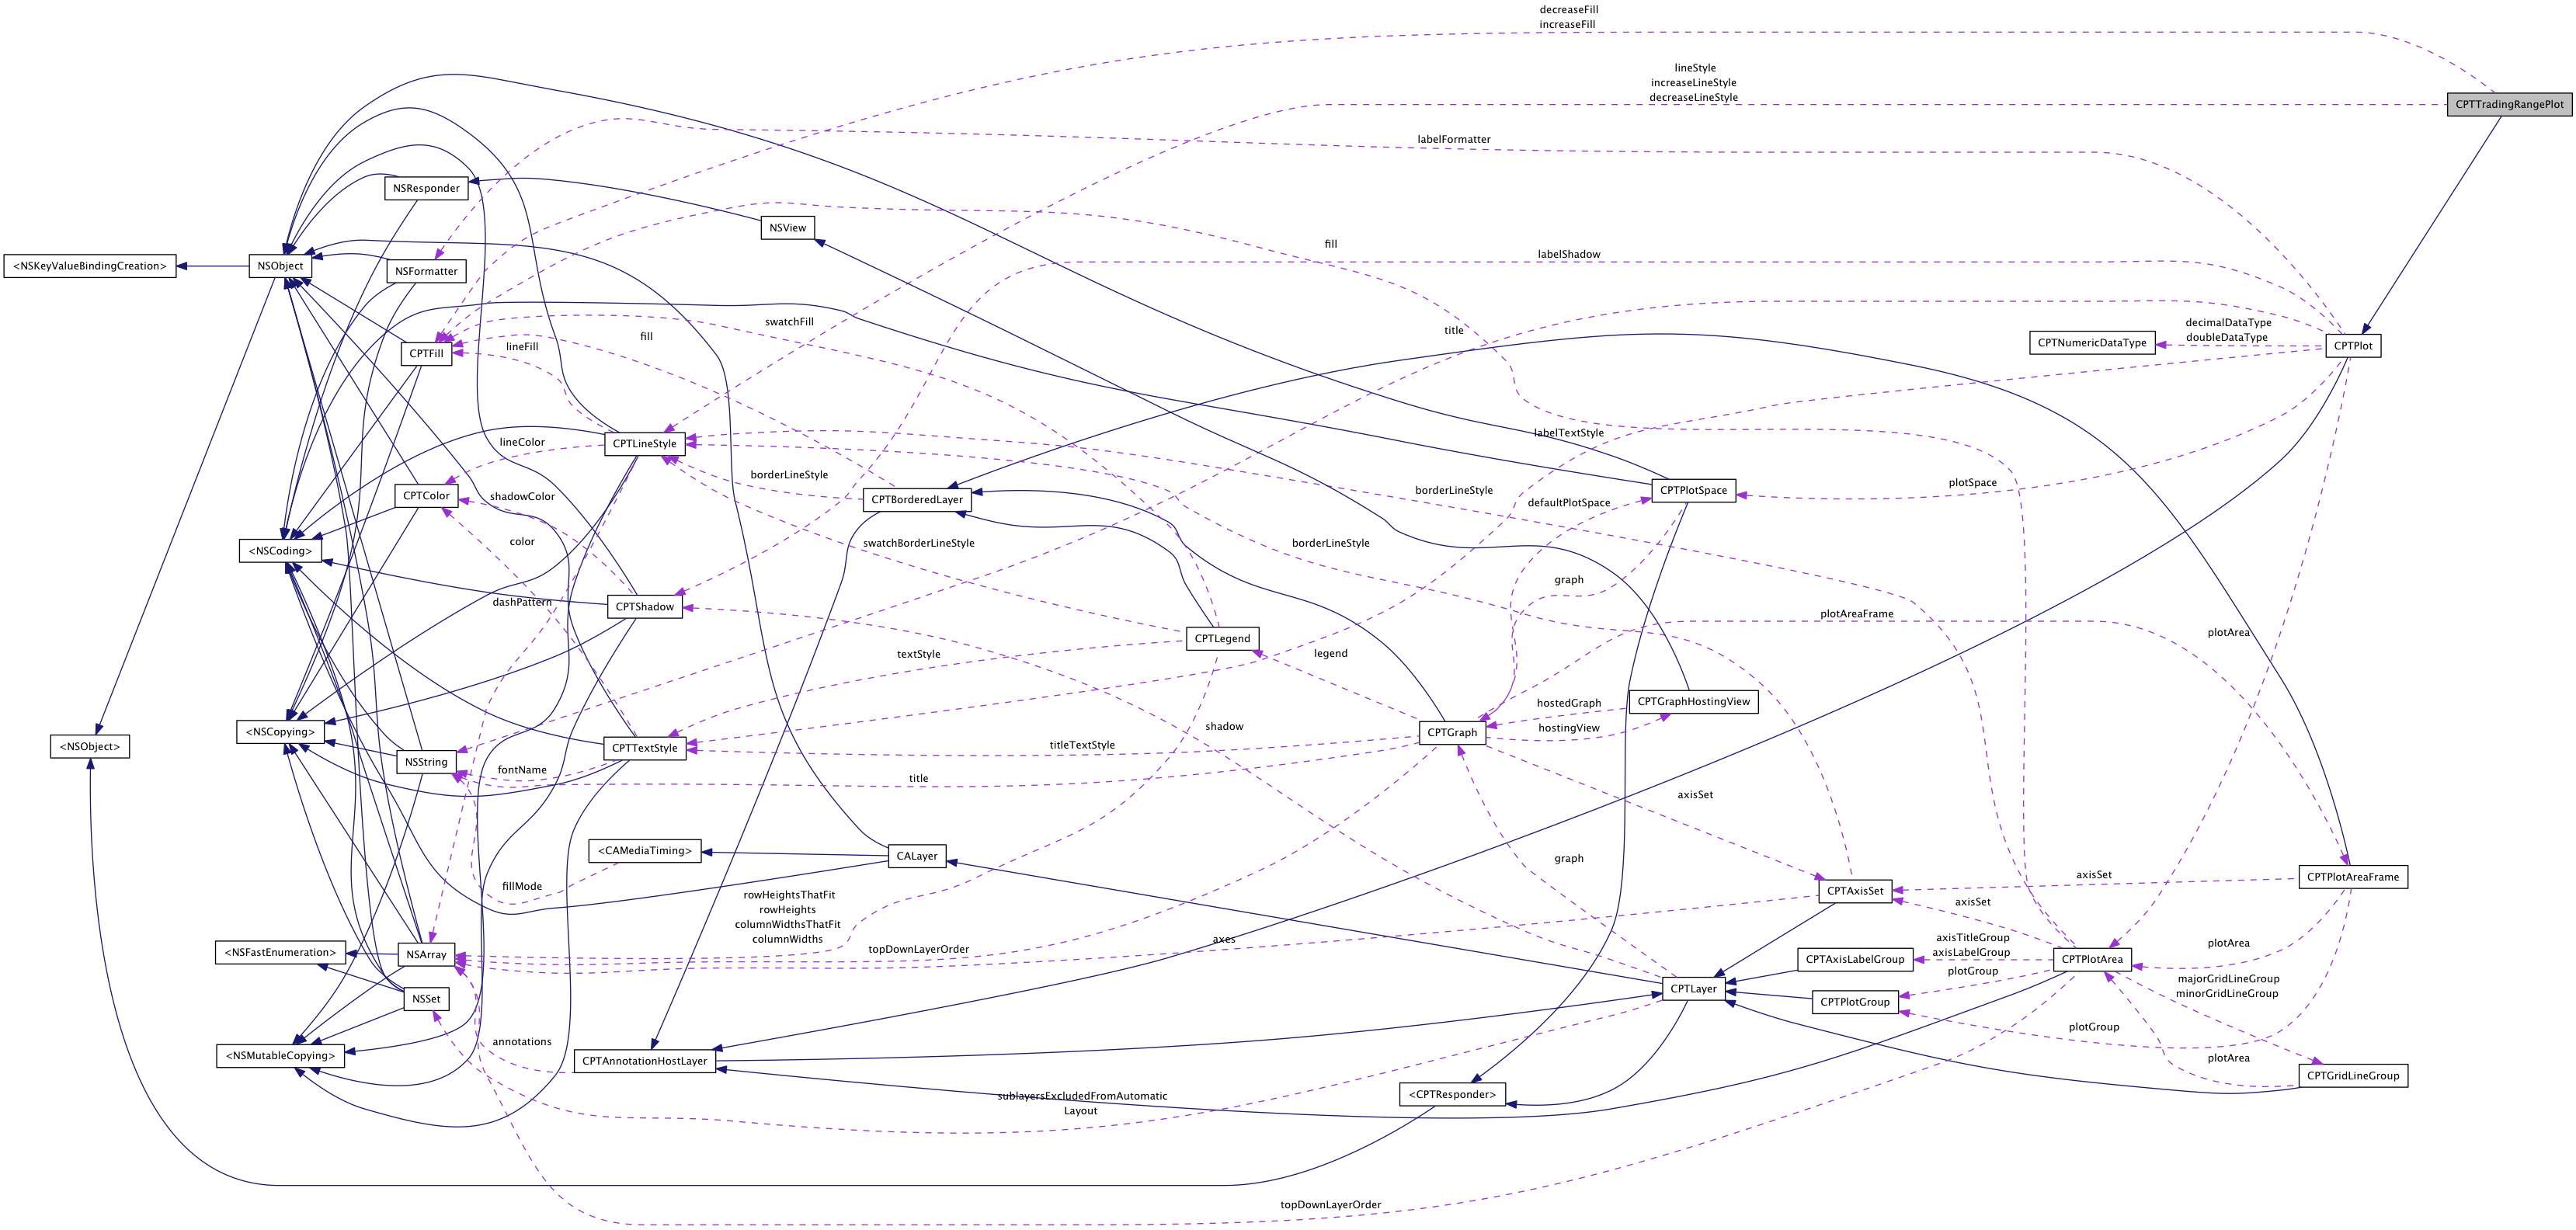 decreaseFill
increaseFill
lineStyle
increaseLineStyle
decreaseLineStyle
CPTTradingRangePlot
labelFormatter
NSResponder
NSView
fill
labelShadow
<NSKeyValueBindingCreation>
NSObject
NSFormatter
swatchFill
fill
title
decimalDataType
doubleDataType
CPTNumericDataType
CPTPlot
lineFill
CPTFill
labelTextStyle
lineColor
CPTLineStyle
borderLineStyle
plotSpace
borderLineStyle
CPTPlotSpace
CPTColor
shadowColor
CPTBorderedLayer
defaultPlotSpace
color
swatchBorderLineStyle
borderLineStyle
<NSCoding>
graph
dashPattern
CPTShadow
plotAreaFrame
plotArea
CPTLegend
textStyle
legend
hostedGraph
CPTGraphHostingView
hostingView
shadow
<NSCopying>
CPTGraph
<NSObject>
titleTextStyle
CPTTextStyle
NSString
fontName
title
axisSet
<CAMediaTiming>
CALayer
graph
fillMode
rowHeightsThatFit
rowHeights
columnWidthsThatFit
columnWidths
CPTAxisSet
axisSet
CPTPlotAreaFrame
axisSet
axes
topDownLayerOrder
<NSFastEnumeration>
NSArray
axisTitleGroup
axisLabelGroup
CPTAxisLabelGroup
CPTPlotArea
plotArea
plotGroup
majorGridLineGroup
minorGridLineGroup
NSSet
CPTLayer
CPTPlotGroup
plotGroup
annotations
<NSMutableCopying>
CPTAnnotationHostLayer
plotArea
CPTGridLineGroup
<CPTResponder>
sublayersExcludedFromAutomatic
Layout
topDownLayerOrder